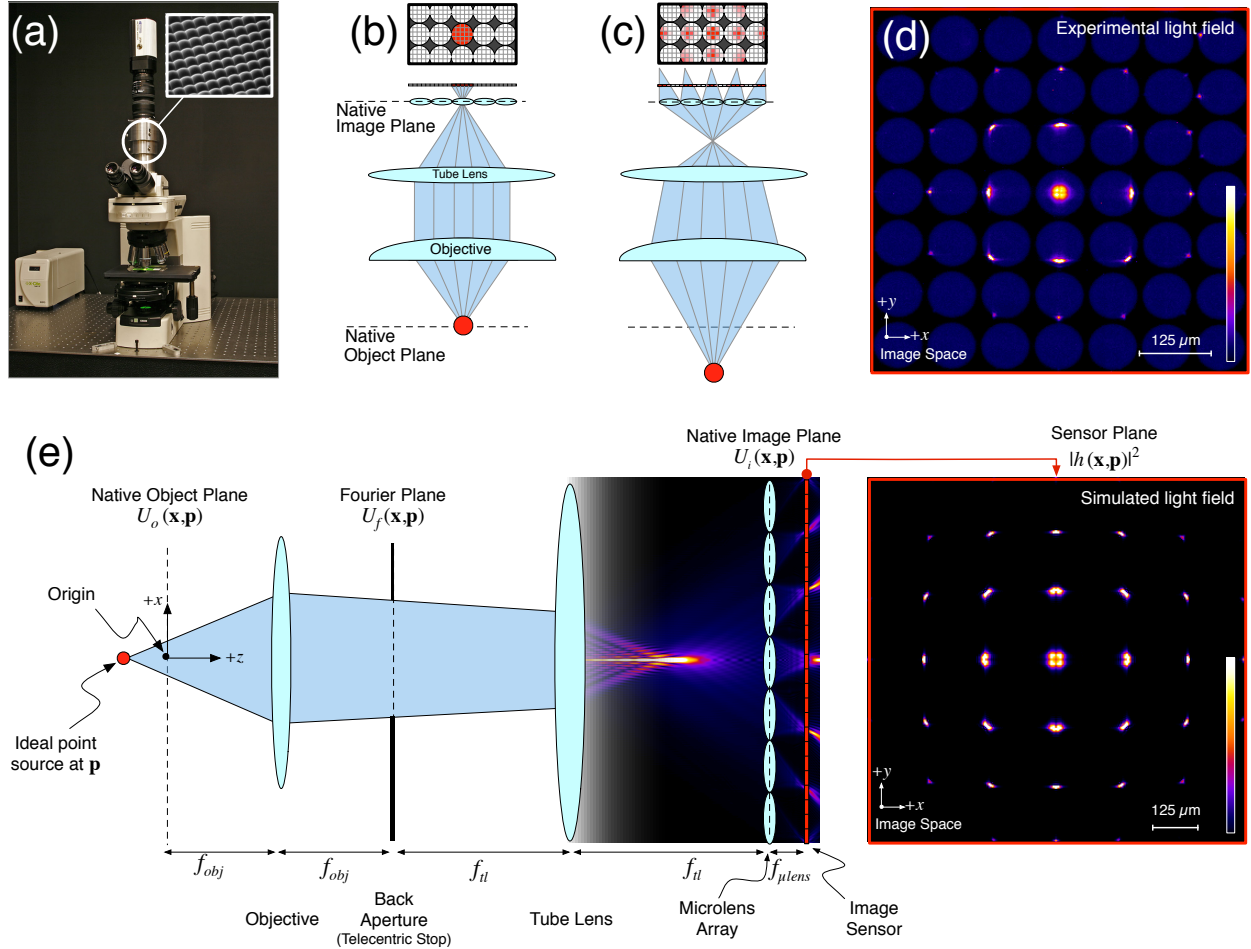 (a)
(b)
Native
Image Plane
Tube Lens
Objective
Native
Object Plane
(c)
(d)
Experimental light field
+y
+x
Image Space
125 µm
(e)
Native Object Plane
U_o(x,p)
Origin
+x
+z
Ideal point
source at p
Fourier Plane
U_f(x,p)
Native Image Plane
U_i(x,p)
Sensor Plane
|h(x,p)|²
Simulated light field
+y
+x
Image Space
125 µm
f_obj
f_obj
f_tl
f_tl
f_µlens
Objective
Back
Aperture
(Telecentric Stop)
Tube Lens
Microlens
Array
Image
Sensor